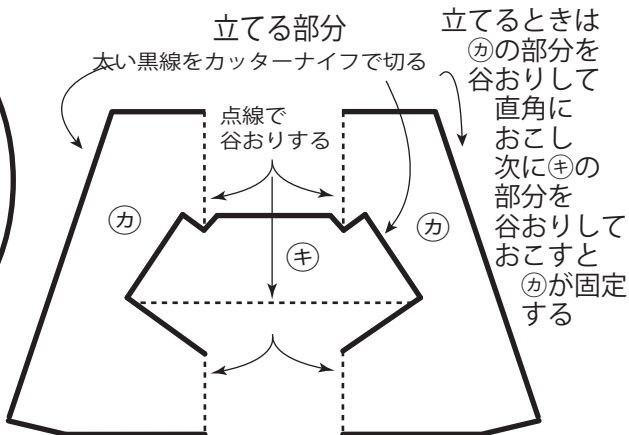 立てる部分
太い黒線をカッターナイフで切る
点線で
谷おりする
㋕
㋖
㋕
立てるときは
㋕の部分を
谷おりして
直角に
おこし
次に㋖の
部分を
谷おりして
おこすと
㋕が固定
する